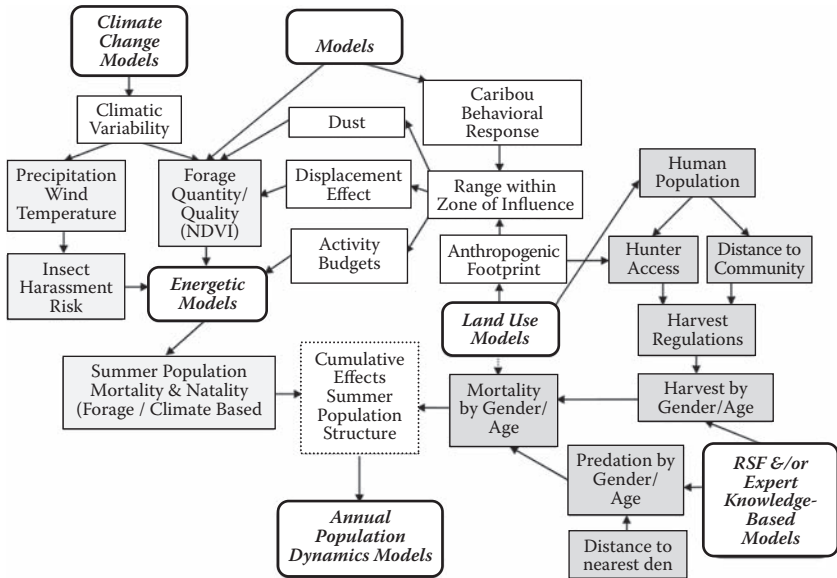 Climate
Change
Models
Models
Climatic
Variability
Dust
Caribou
Behavioral
Response
Precipitation
Wind
Temperature
Forage
Quantity/
Quality
(NDVI)
Displacement
Effect
Range within
Zone of Influence
Human
Population
Insect
Harassment
Risk
Energetic
Models
Activity
Budgets
Anthropogenic
Footprint
Hunter
Access
Distance to
Community
Land Use
Models
Harvest
Regulations
Summer Population
Mortality & Natality
(Forage / Climate Based
Cumulative
Effects
Summer
Population
Structure
Mortality
by Gender/
Age
Harvest by
Gender/Age
Predation by
Gender/
Age
RSF &/or
Expert
Knowledge-
Based
Models
Annual
Population
Dynamics Models
Distance to
nearest den